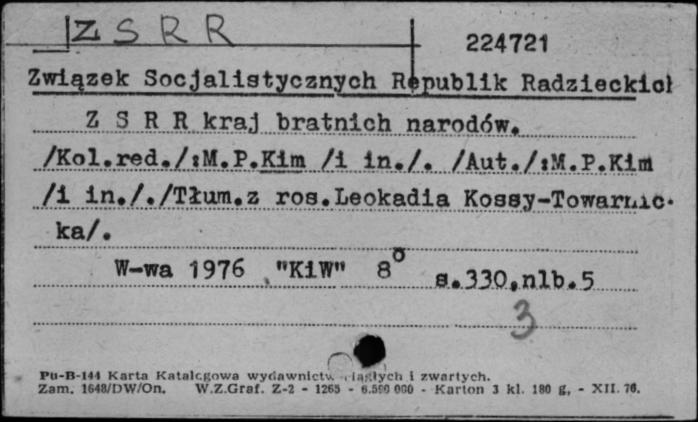 ZSRR
224721
Związek Socjalistycznych Republik Radzieckich
Z S R R kraj bratnich narodów.
/Kol.red./:M.P.Kim /i in./. /Aut./:M.P.Kim
/i in././Tłum.z ros.Leokadia Kossy-Towarnic-
ka/.
W-wa 1976 "KiW" 8° s.330,nlb.5
3
Pu-B-144 Karta Katalogowa wydawnictw ciągłych i zwartych.
Zam. 1648/DW/On. W.Z.Graf. Z-2 - 1265 - 6.500 000 - Karton 3 kl. 180 g, - XII. 70.